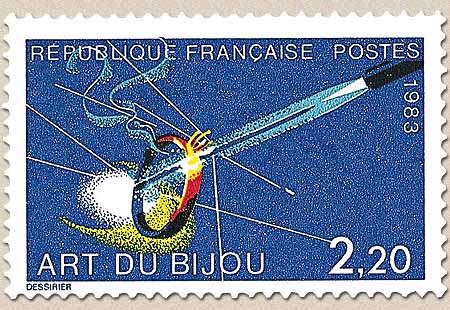 RÉPUBLIQUE FRANÇAISE POSTES
1983
ART DU BIJOU 2,20
DESSIRIER